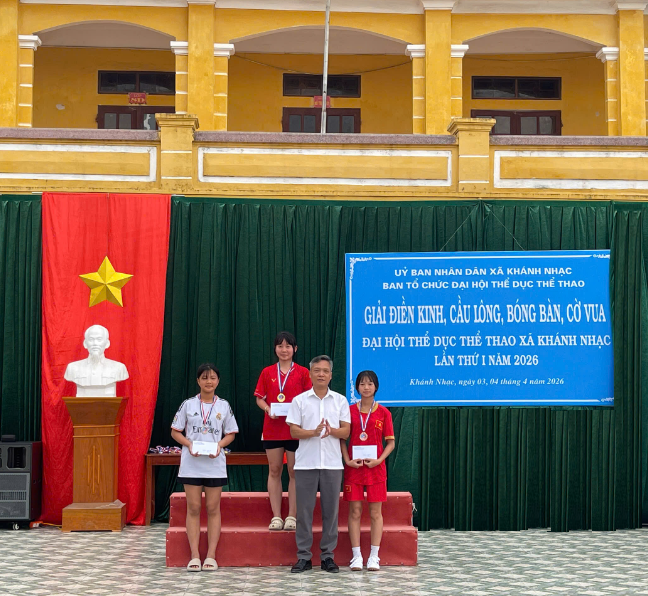 UỶ BAN NHÂN DÂN XÃ KHÁNH NHẠC
BAN TỔ CHỨC ĐẠI HỘI THỂ DỤC THỂ THAO
GIẢI ĐIỀN KINH, CẦU LÔNG, BÓNG BÀN, CỜ VUA
ĐẠI HỘI THỂ DỤC THỂ THAO XÃ KHÁNH NHẠC
LẦN THỨ I NĂM 2026
Khánh Nhạc, ngày 03, 04 tháng 4 năm 2026